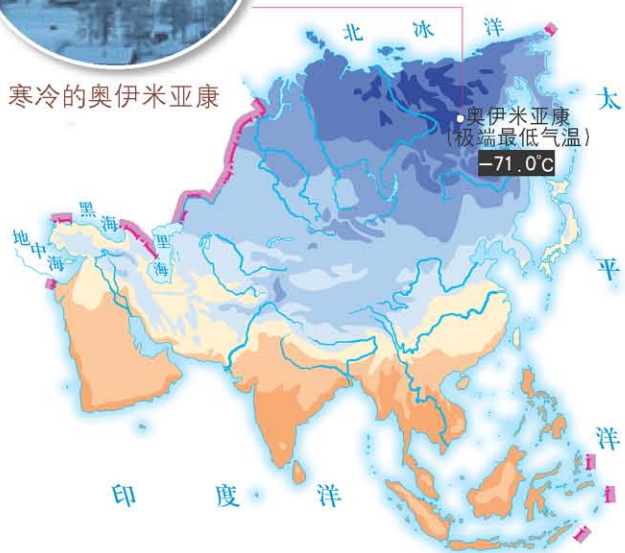 寒冷的奥伊米亚康
北冰洋
太平洋
奥伊米亚康
(极端最低气温)
−71.0℃
黑海
里海
地中海
印度洋